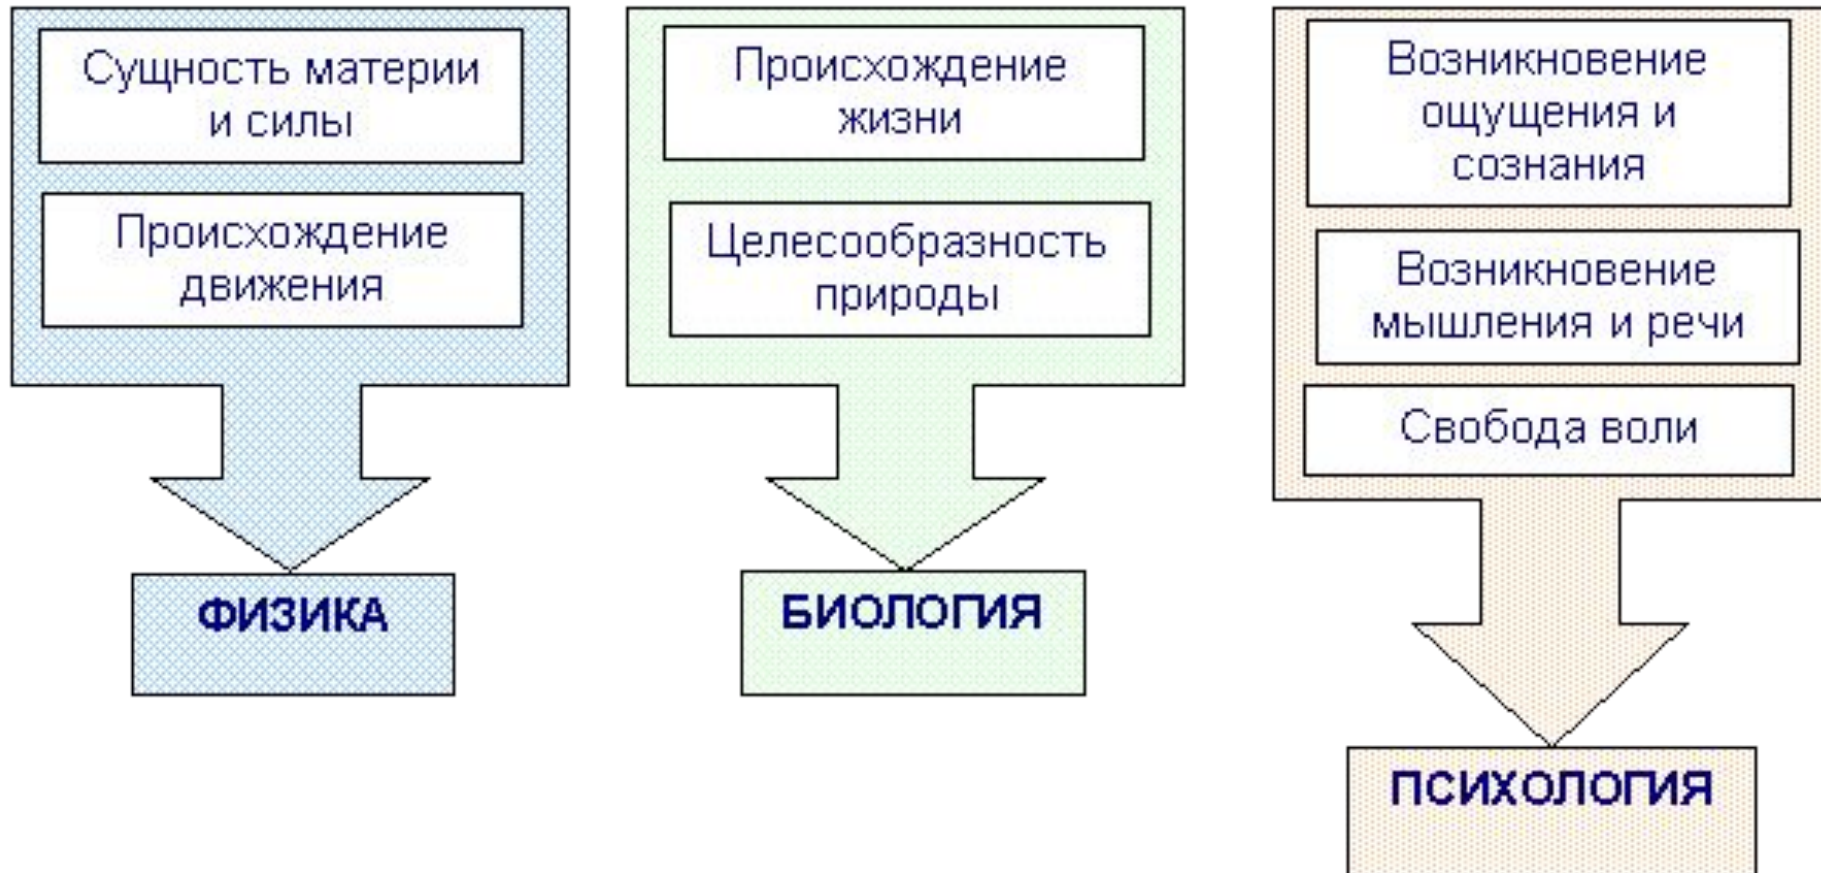 Сущность материи
и силы
Происхождение
движения
ФИЗИКА
Происхождение
жизни
Целесообразность
природы
БИОЛОГИЯ
Возникновение
ощущения и
сознания
Возникновение
мышления и речи
Свобода воли
ПСИХОЛОГИЯ